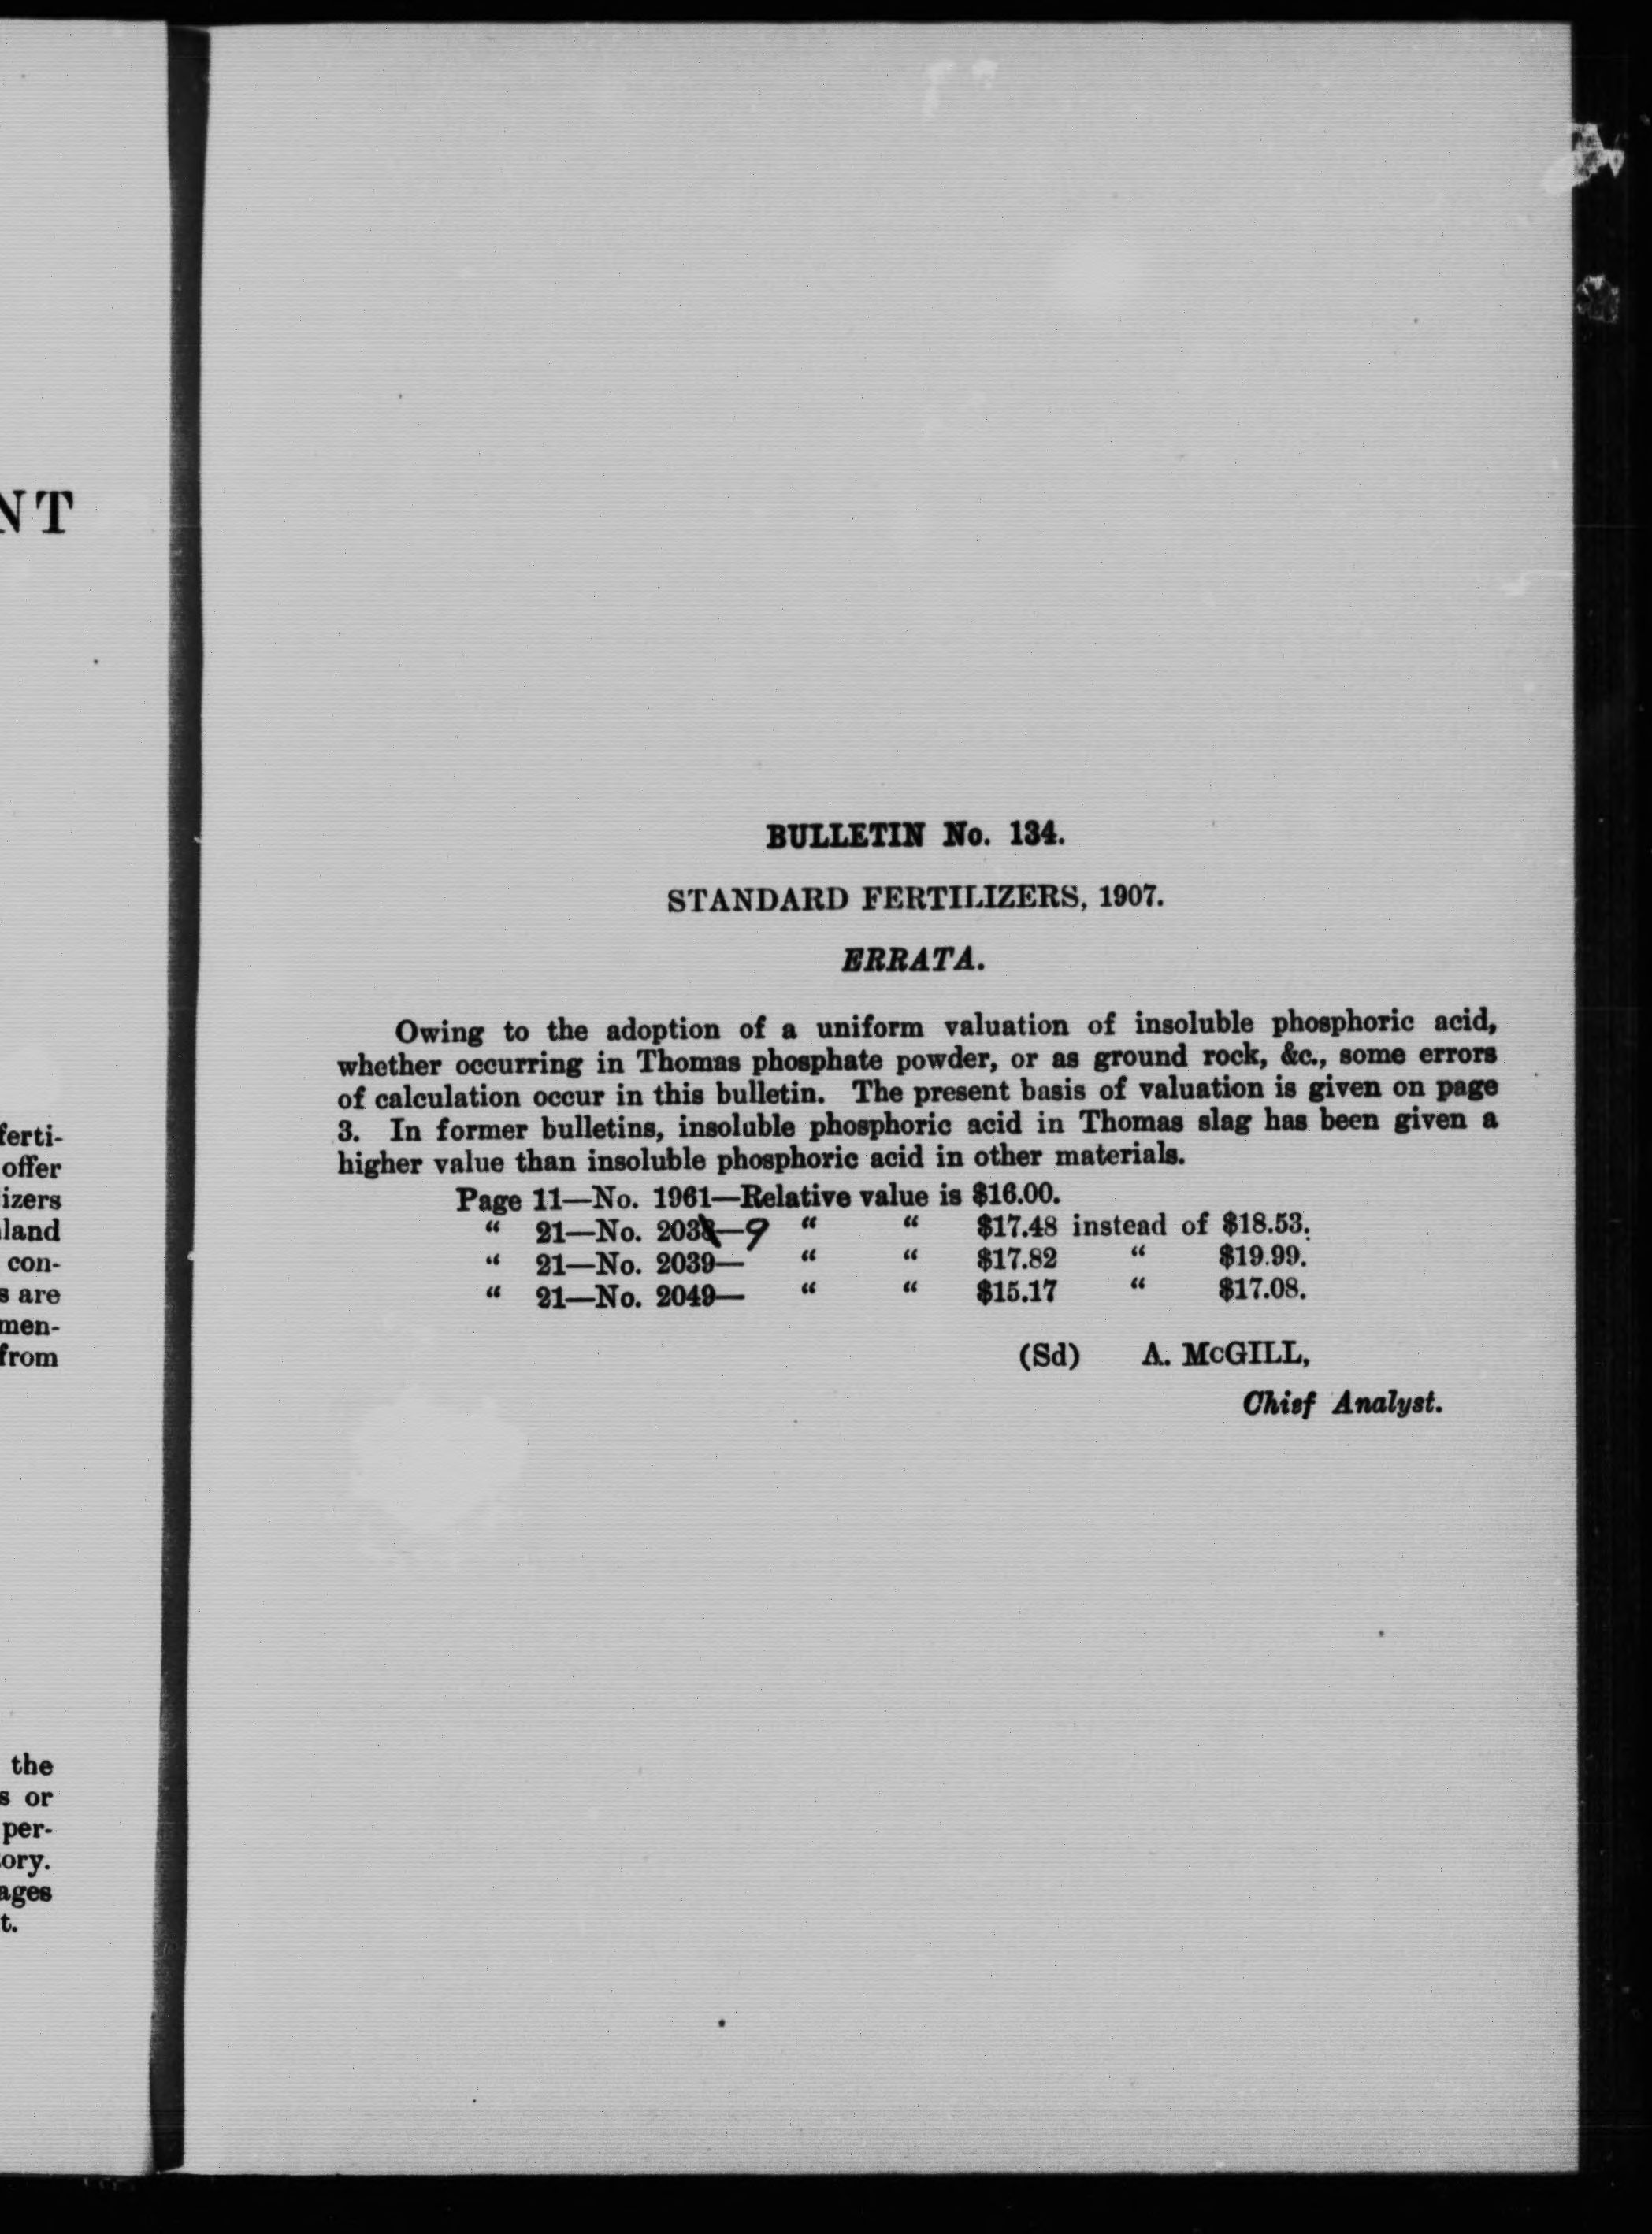 NT
ferti-
offer
izers
land
con-
s are
men-
from
the
s or
per-
ory.
ages
t.
BULLETIN No. 134.
STANDARD FERTILIZERS, 1907.
ERRATA.
Owing to the adoption of a uniform valuation of insoluble phosphoric acid,
whether occurring in Thomas phosphate powder, or as ground rock, &c., some errors
of calculation occur in this bulletin. The present basis of valuation is given on page
3. In former bulletins, insoluble phosphoric acid in Thomas slag has been given a
higher value than insoluble phosphoric acid in other materials.
Page 11—No. 1961—Relative value is $16.00.
“ 21—No. 2038—9 “ “ $17.48 instead of $18.53.
“ 21—No. 2039— “ “ $17.82 “ $19.99.
“ 21—No. 2049— “ “ $15.17 “ $17.08.
(Sd) A. McGILL,
Chief Analyst.